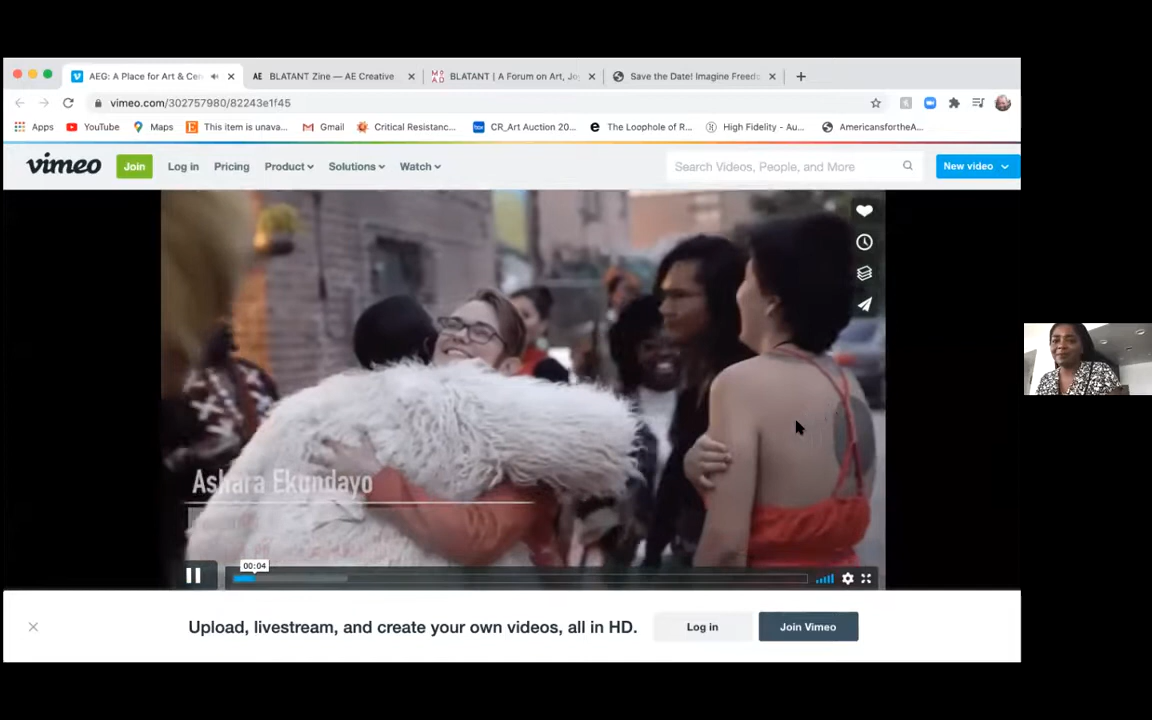 AEG: A Place for Art & Cen
AE BLATANT Zine — AE Creative
MOAD BLATANT | A Forum on Art, Jo
Save the Date! Imagine Freedo
vimeo.com/302757980/82243e1f45
Apps YouTube Maps This item is unava... Gmail Critical Resistanc... CR_Art Auction 20... The Loophole of R... High Fidelity - Au... AmericansfortheA...
vimeo Join Log in Pricing Product Solutions Watch Search Videos, People, and More New video
Ashara Ekundayo
00:04
Upload, livestream, and create your own videos, all in HD. Log in Join Vimeo